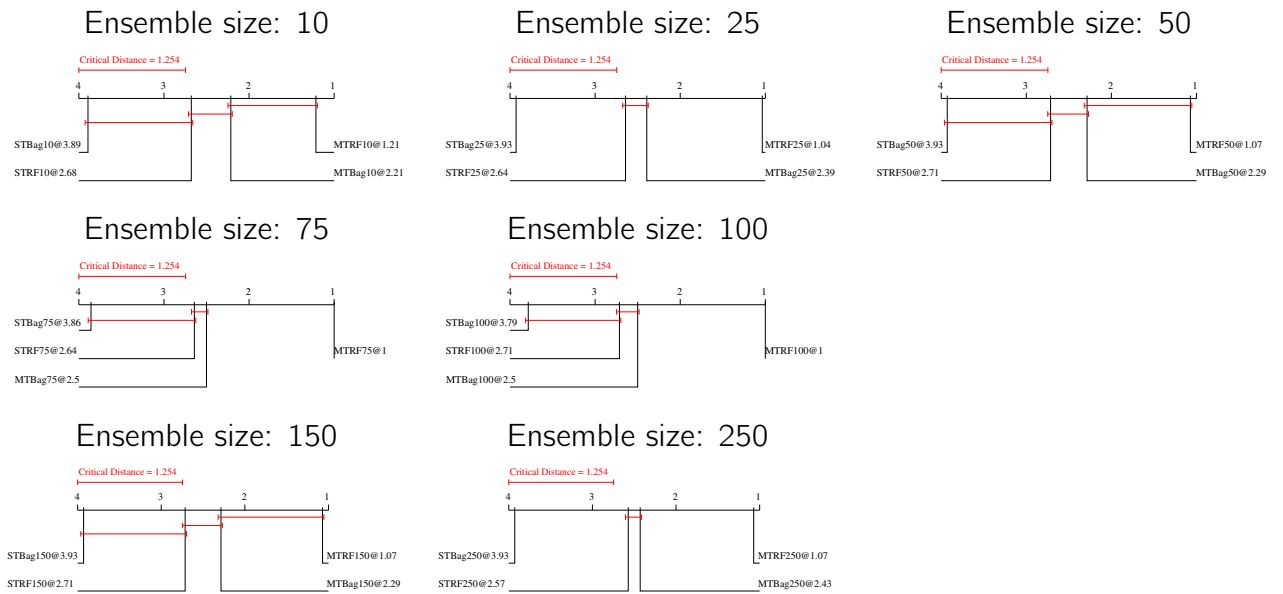 Ensemble size: 10
Critical Distance = 1.254
4 3 2 1
STBag10@3.89
STRF10@2.68
MTRF10@1.21
MTBag10@2.21
Ensemble size: 25
Critical Distance = 1.254
4 3 2 1
STBag25@3.93
STRF25@2.64
MTRF25@1.04
MTBag25@2.39
Ensemble size: 50
Critical Distance = 1.254
4 3 2 1
STBag50@3.93
STRF50@2.71
MTRF50@1.07
MTBag50@2.29
Ensemble size: 75
Critical Distance = 1.254
4 3 2 1
STBag75@3.86
STRF75@2.64
MTBag75@2.5
MTRF75@1
Ensemble size: 100
Critical Distance = 1.254
4 3 2 1
STBag100@3.79
STRF100@2.71
MTBag100@2.5
MTRF100@1
Ensemble size: 150
Critical Distance = 1.254
4 3 2 1
STBag150@3.93
STRF150@2.71
MTRF150@1.07
MTBag150@2.29
Ensemble size: 250
Critical Distance = 1.254
4 3 2 1
STBag250@3.93
STRF250@2.57
MTRF250@1.07
MTBag250@2.43